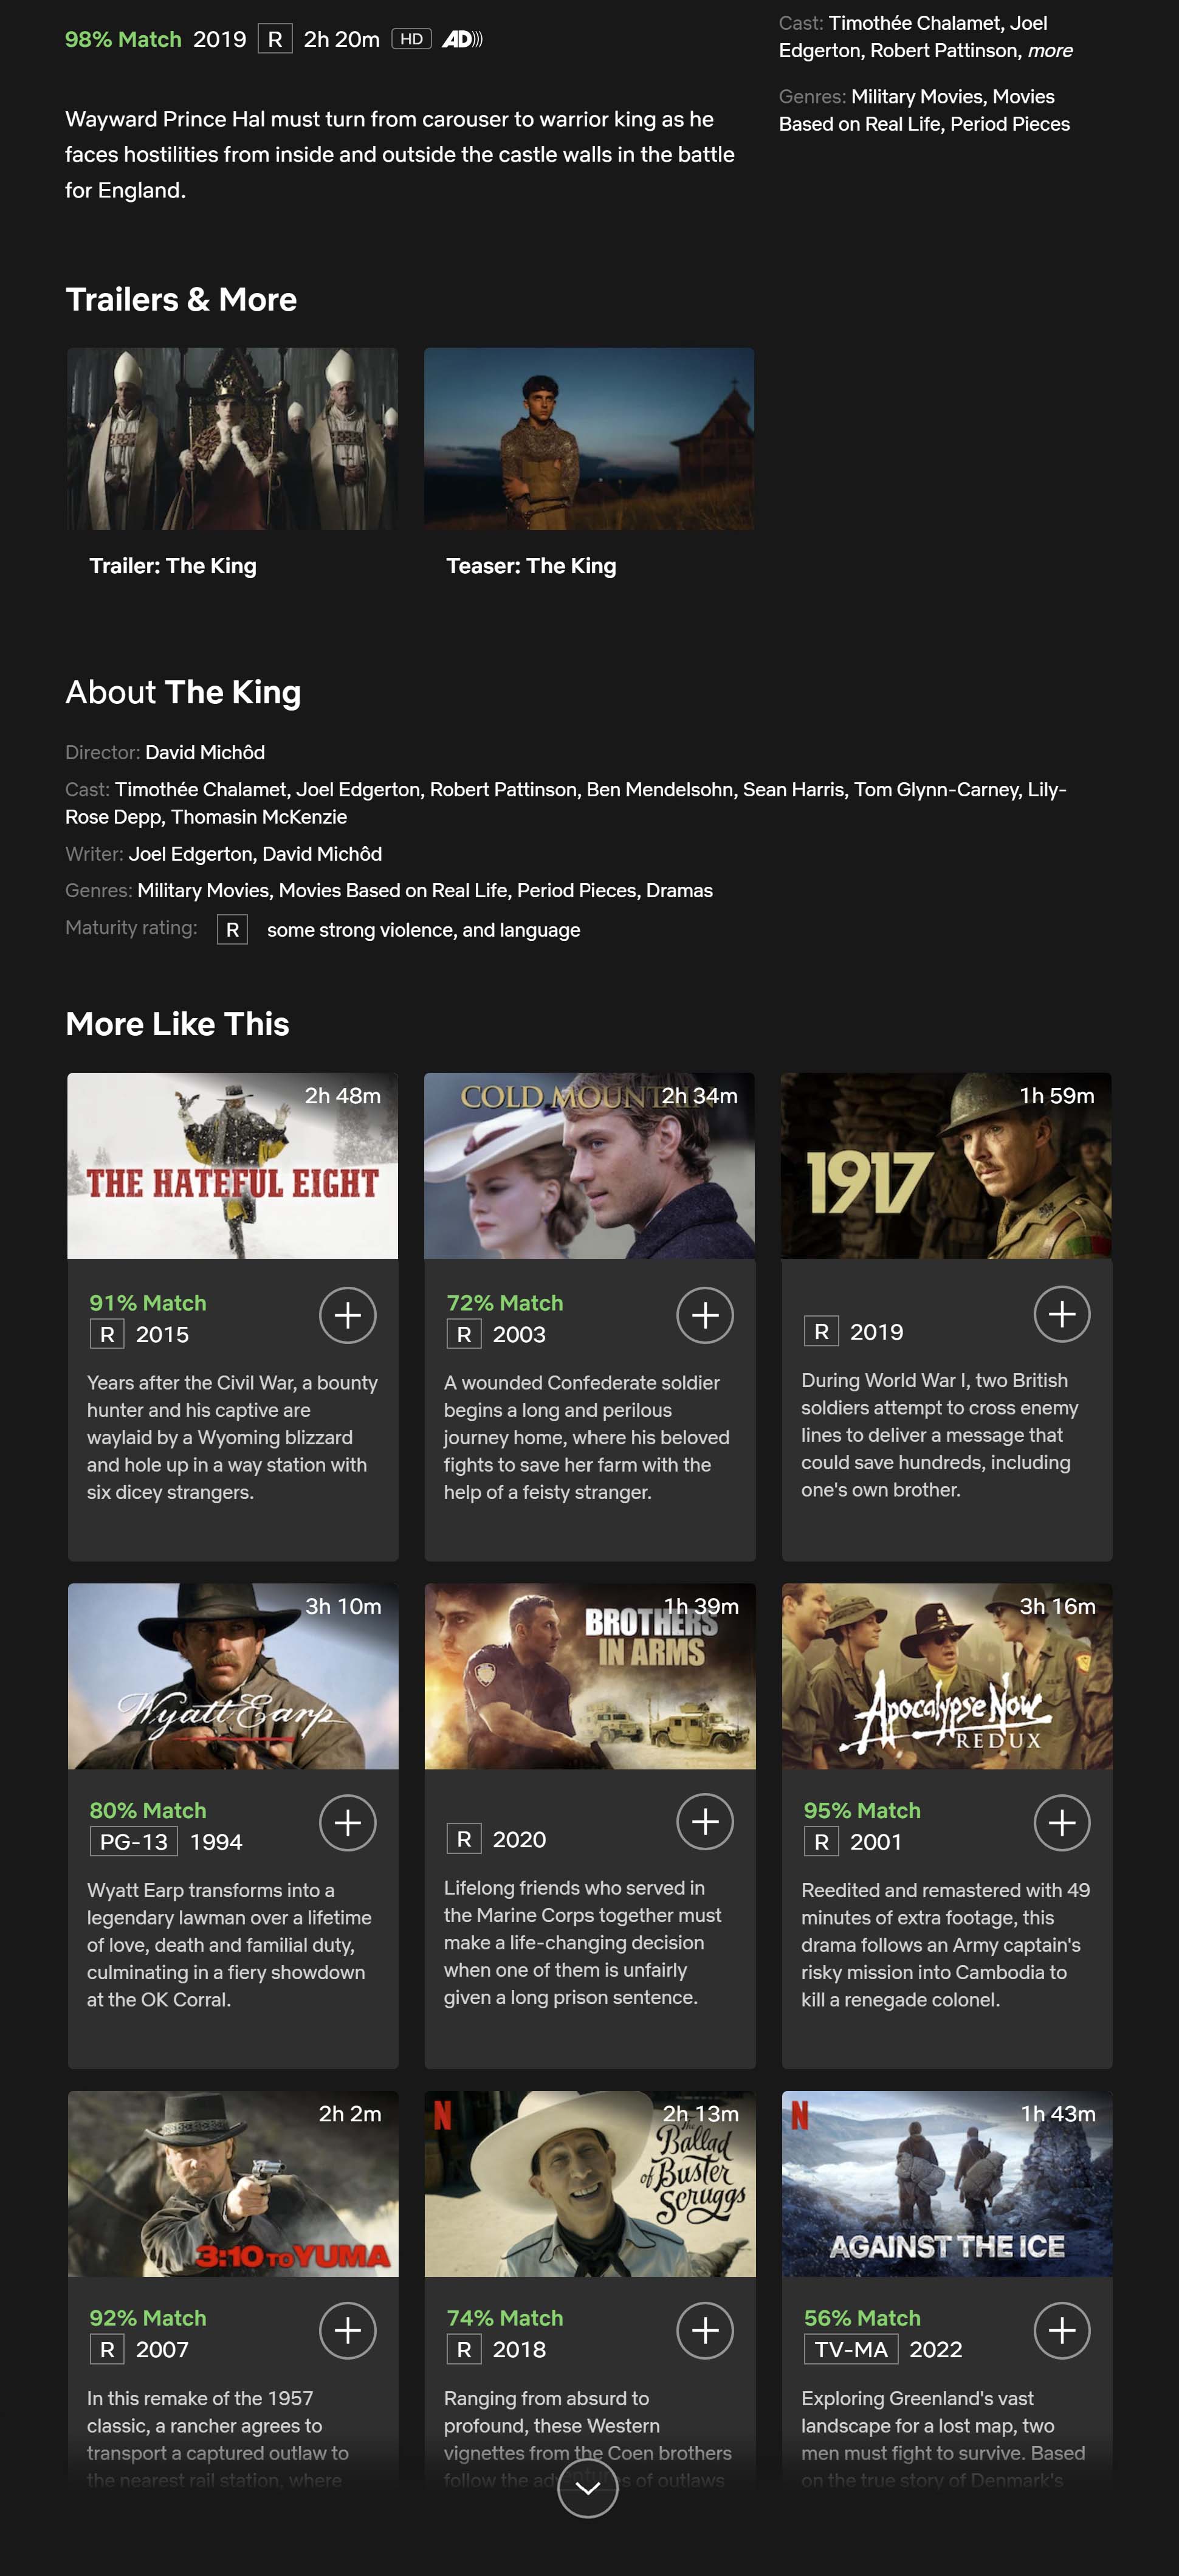 98% Match 2019 R 2h 20m HD AD
Cast: Timothée Chalamet, Joel
Edgerton, Robert Pattinson, more
Genres: Military Movies, Movies
Based on Real Life, Period Pieces
Wayward Prince Hal must turn from carouser to warrior king as he
faces hostilities from inside and outside the castle walls in the battle
for England.
Trailers & More
Trailer: The King
Teaser: The King
About The King
Director: David Michôd
Cast: Timothée Chalamet, Joel Edgerton, Robert Pattinson, Ben Mendelsohn, Sean Harris, Tom Glynn-Carney, Lily-
Rose Depp, Thomasin McKenzie
Writer: Joel Edgerton, David Michôd
Genres: Military Movies, Movies Based on Real Life, Period Pieces, Dramas
Maturity rating: R some strong violence, and language
More Like This
2h 48m
THE HATEFUL EIGHT
91% Match
R 2015
Years after the Civil War, a bounty
hunter and his captive are
waylaid by a Wyoming blizzard
and hole up in a way station with
six dicey strangers.
COLD MOUNTAIN
2h 34m
72% Match
R 2003
A wounded Confederate soldier
begins a long and perilous
journey home, where his beloved
fights to save her farm with the
help of a feisty stranger.
1h 59m
1917
R 2019
During World War I, two British
soldiers attempt to cross enemy
lines to deliver a message that
could save hundreds, including
one's own brother.
3h 10m
Wyatt Earp
80% Match
PG-13 1994
Wyatt Earp transforms into a
legendary lawman over a lifetime
of love, death and familial duty,
culminating in a fiery showdown
at the OK Corral.
1h 39m
BROTHERS
IN ARMS
R 2020
Lifelong friends who served in
the Marine Corps together must
make a life-changing decision
when one of them is unfairly
given a long prison sentence.
3h 16m
Apocalypse Now
REDUX
95% Match
R 2001
Reedited and remastered with 49
minutes of extra footage, this
drama follows an Army captain's
risky mission into Cambodia to
kill a renegade colonel.
2h 2m
3:10 TO YUMA
92% Match
R 2007
In this remake of the 1957
classic, a rancher agrees to
transport a captured outlaw to
the nearest rail station, where
N
2h 13m
The
Ballad
of Buster
Scruggs
74% Match
R 2018
Ranging from absurd to
profound, these Western
vignettes from the Coen brothers
follow the of outlaws
N
1h 43m
AGAINST THE ICE
56% Match
TV-MA 2022
Exploring Greenland's vast
landscape for a lost map, two
men must fight to survive. Based
on the true story of Denmark's